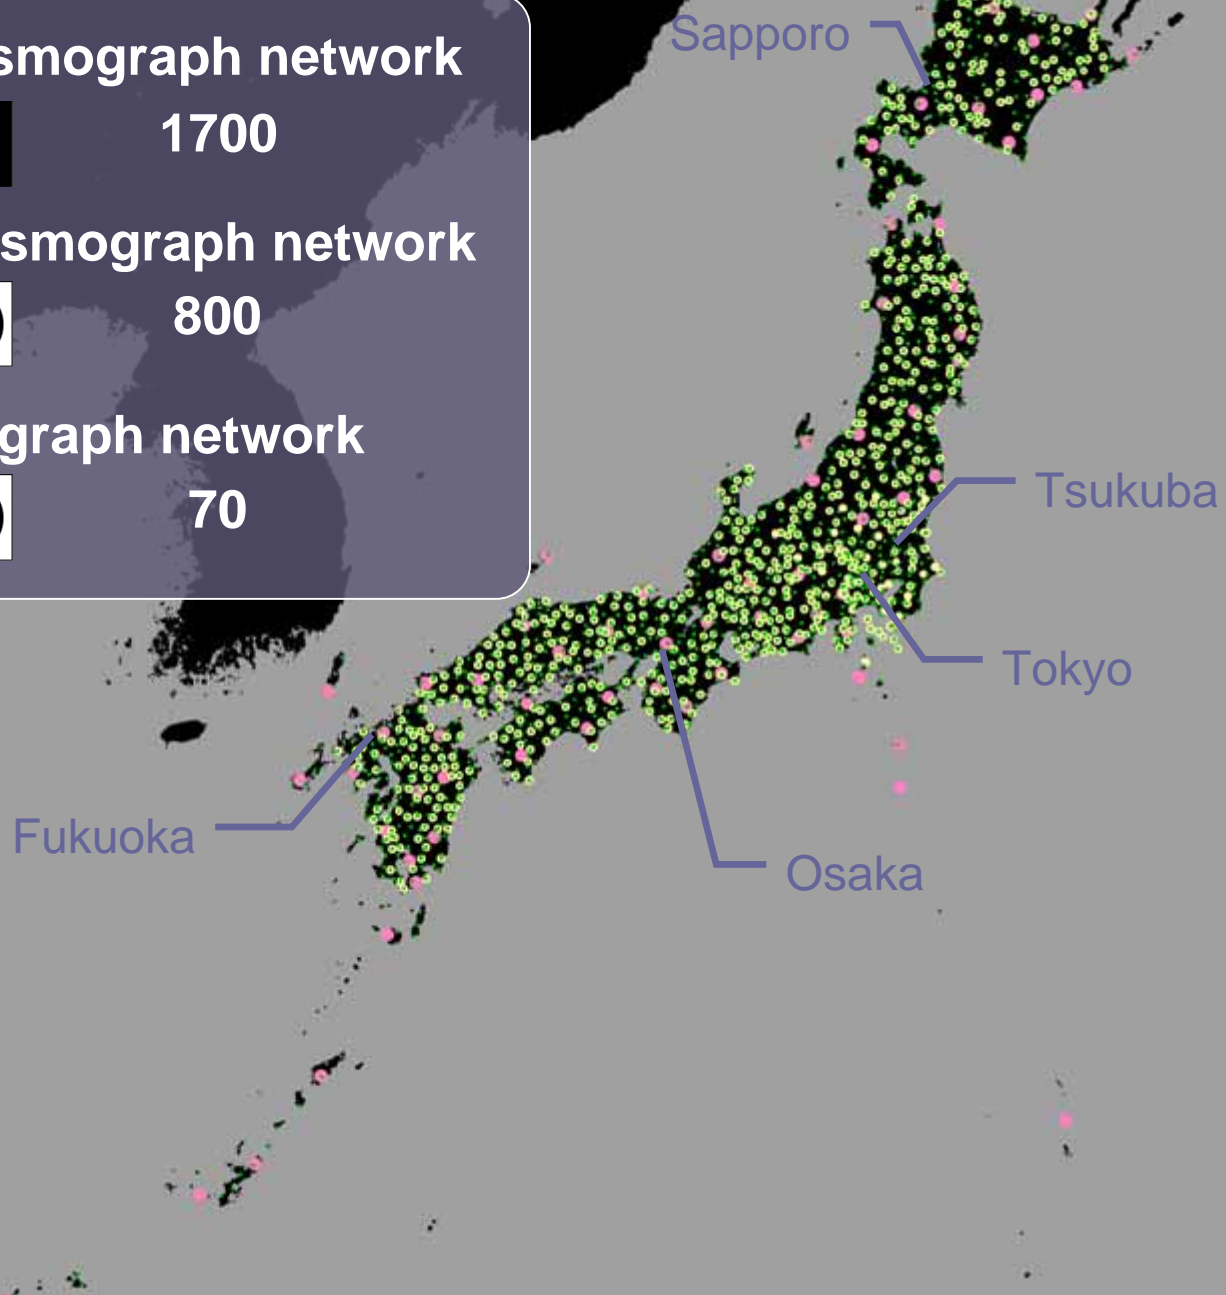 smograph network
1700
smograph network
800
graph network
70
Sapporo
Tsukuba
Tokyo
Fukuoka
Osaka